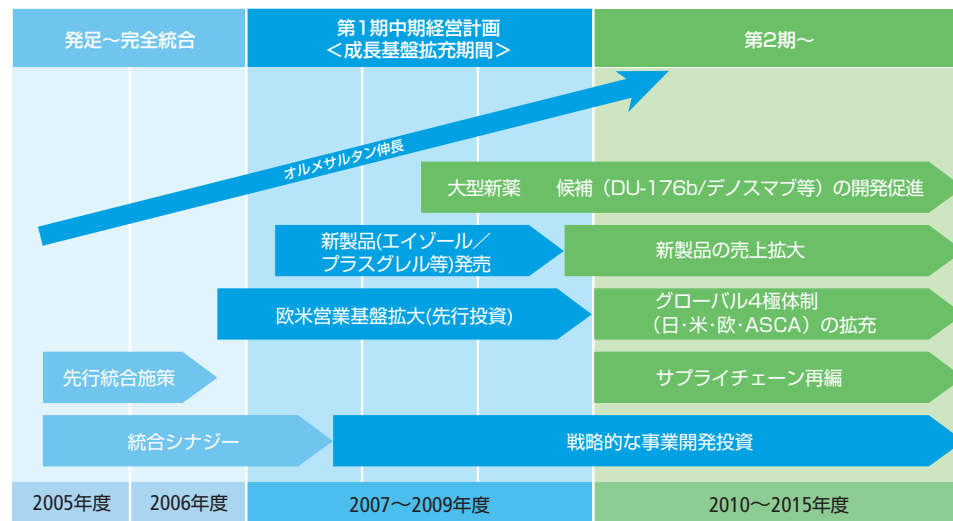 発足～完全統合
第1期中期経営計画
＜成長基盤拡充期間＞
第2期～
オルメサルタン伸長
大型新薬　候補（DU-176b/デノスマブ等）の開発促進
新製品(エイゾール／
プラスグレル等)発売
新製品の売上拡大
欧米営業基盤拡大(先行投資)
グローバル4極体制
（日・米・欧・ASCA）の拡充
先行統合施策
サプライチェーン再編
統合シナジー
戦略的な事業開発投資
2005年度
2006年度
2007～2009年度
2010～2015年度